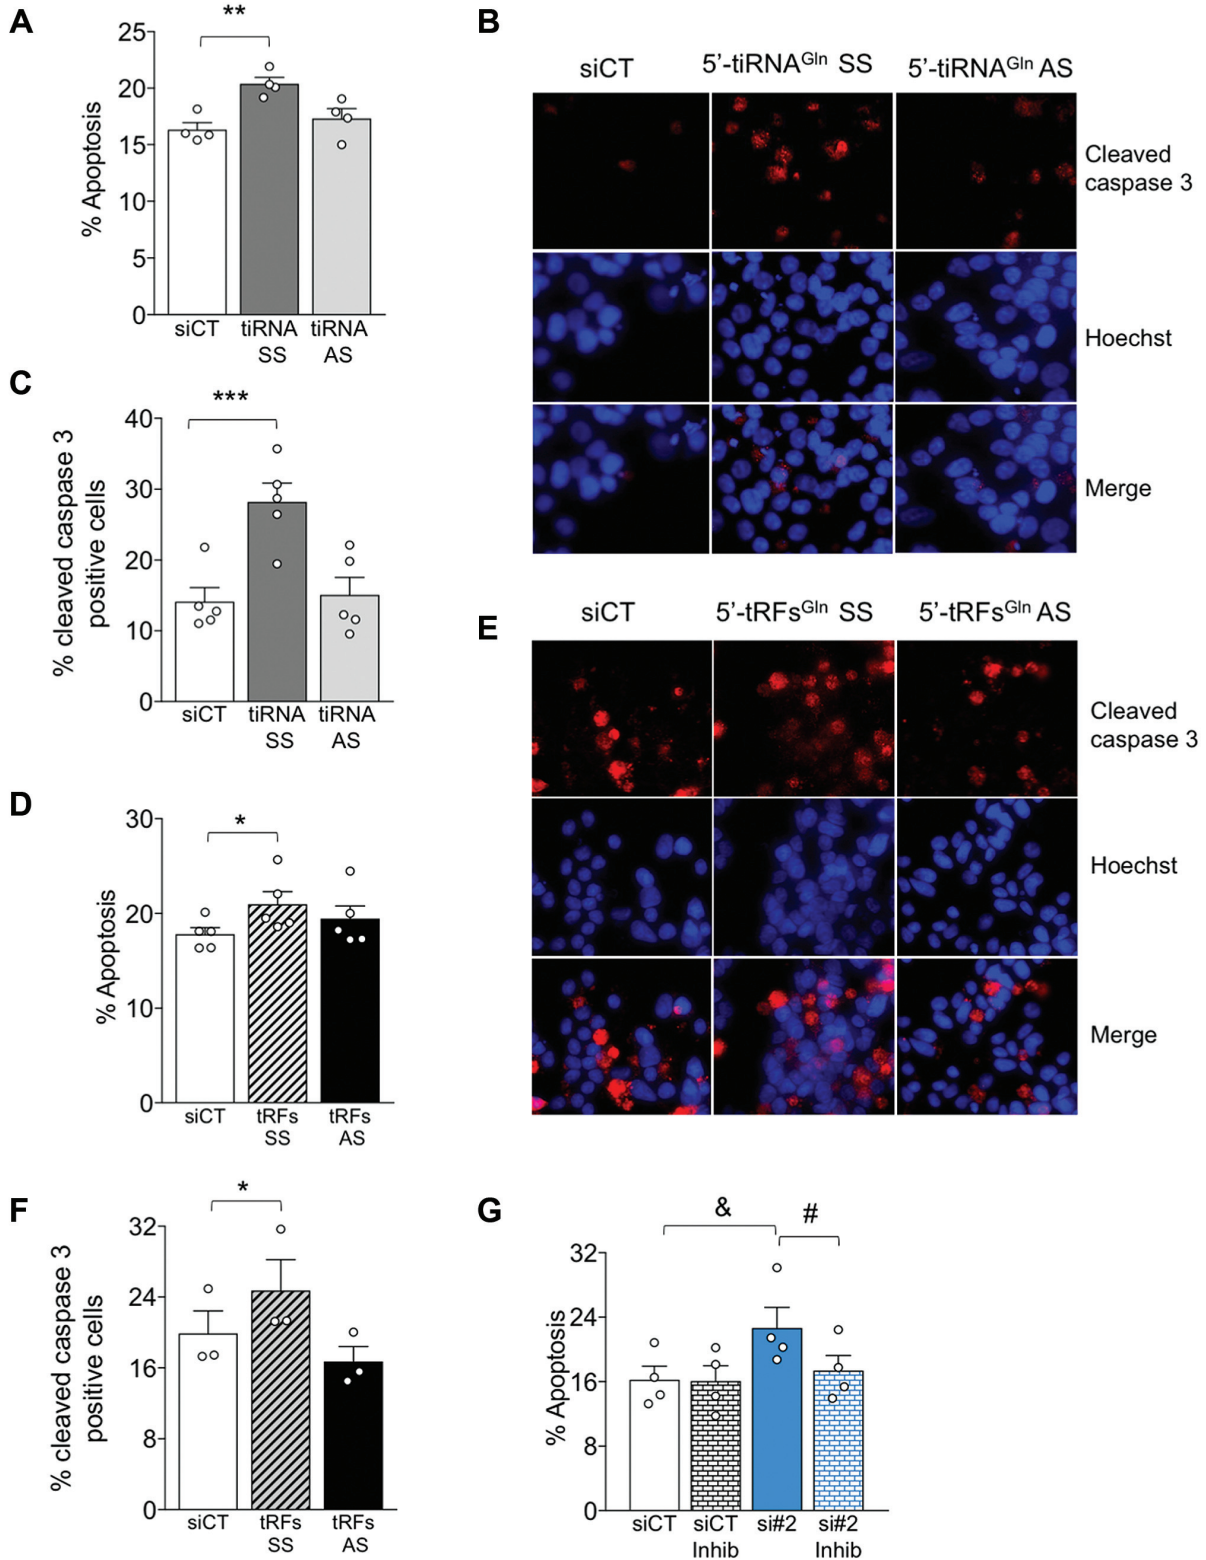 A
**
25
20
15
10
5
0
% Apoptosis
siCT
tiRNA
SS
tiRNA
AS
B
siCT
5’-tiRNAGln SS
5’-tiRNAGln AS
Cleaved
caspase 3
Hoechst
Merge
C
***
40
30
20
10
0
% cleaved caspase 3
positive cells
siCT
tiRNA
SS
tiRNA
AS
D
*
30
20
10
0
% Apoptosis
siCT
tRFs
SS
tRFs
AS
E
siCT
5’-tRFsGln SS
5’-tRFsGln AS
Cleaved
caspase 3
Hoechst
Merge
F
*
32
24
16
8
0
% cleaved caspase 3
positive cells
siCT
tRFs
SS
tRFs
AS
G
&
#
32
24
16
8
0
% Apoptosis
siCT
siCT
Inhib
si#2
si#2
Inhib